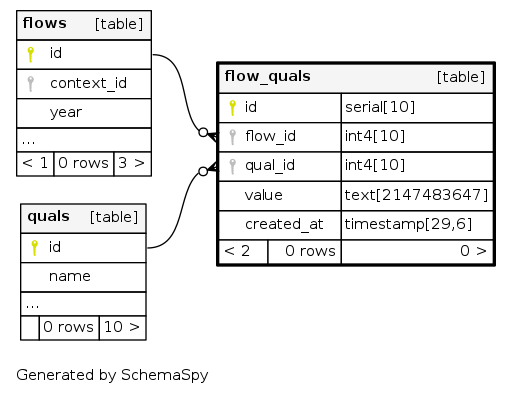 flows [table]
id
context_id
year
...
< 1 0 rows 3 >
quals [table]
id
name
...
0 rows 10 >
flow_quals [table]
id serial[10]
flow_id int4[10]
qual_id int4[10]
value text[2147483647]
created_at timestamp[29,6]
< 2 0 rows 0 >
Generated by SchemaSpy